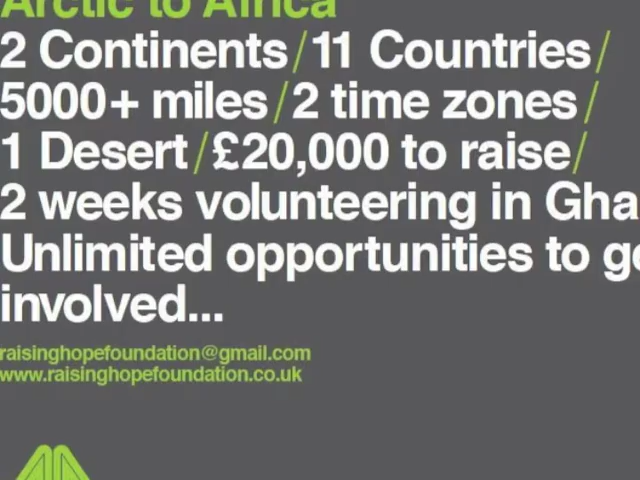 Arctic to Africa
2 Continents/11 Countries/
5000+ miles/2 time zones/
1 Desert/£20,000 to raise/
2 weeks volunteering in Gha
Unlimited opportunities to go
involved...
raisinghopefoundation@gmail.com
www.raisinghopefoundation.co.uk